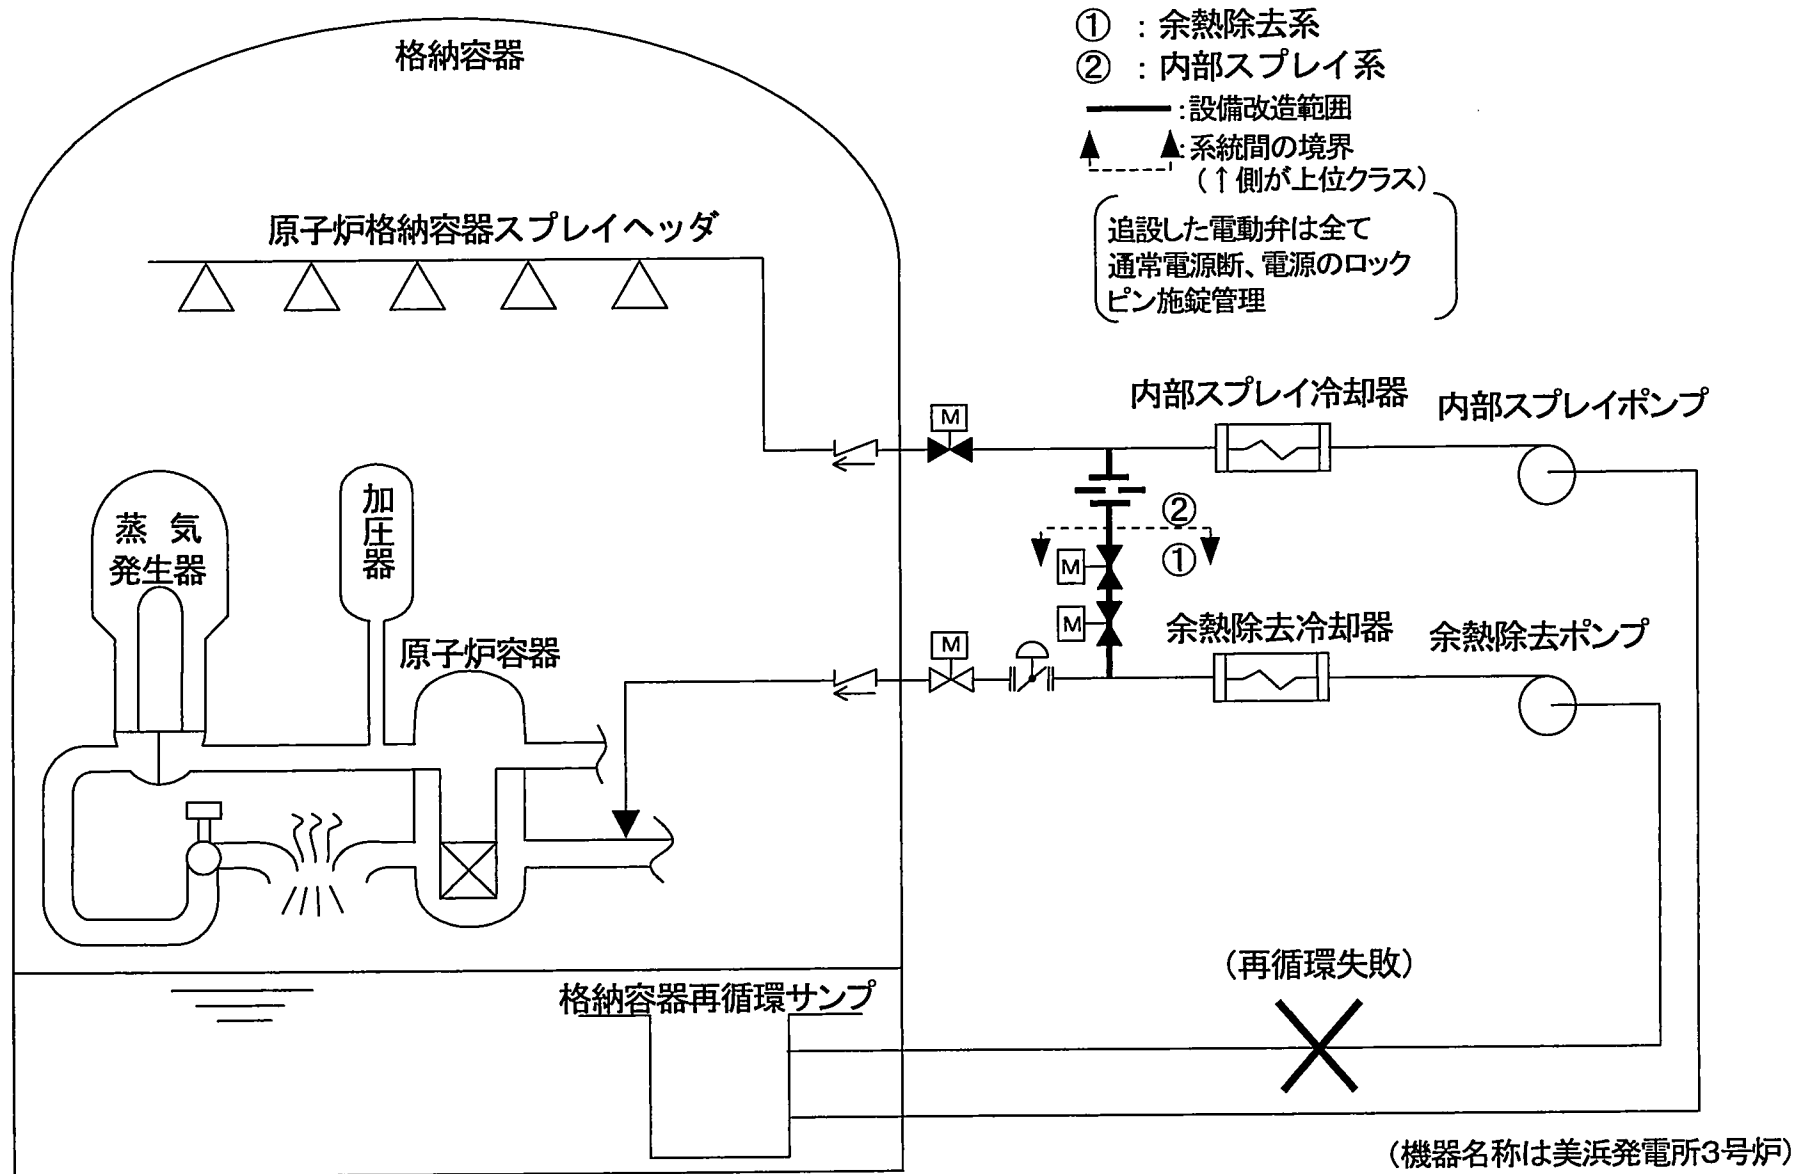 格納容器
① : 余熱除去系
② : 内部スプレイ系
: 設備改造範囲
: 系統間の境界
(↑側が上位クラス)
追設した電動弁は全て
通常電源断、電源のロック
ピン施錠管理
原子炉格納容器スプレイヘッダ
内部スプレイ冷却器
内部スプレイポンプ
M
蒸気
発生器
加圧器
②
①
M
M
原子炉容器
M
余熱除去冷却器
余熱除去ポンプ
(再循環失敗)
格納容器再循環サンプ
(機器名称は美浜発電所3号炉)